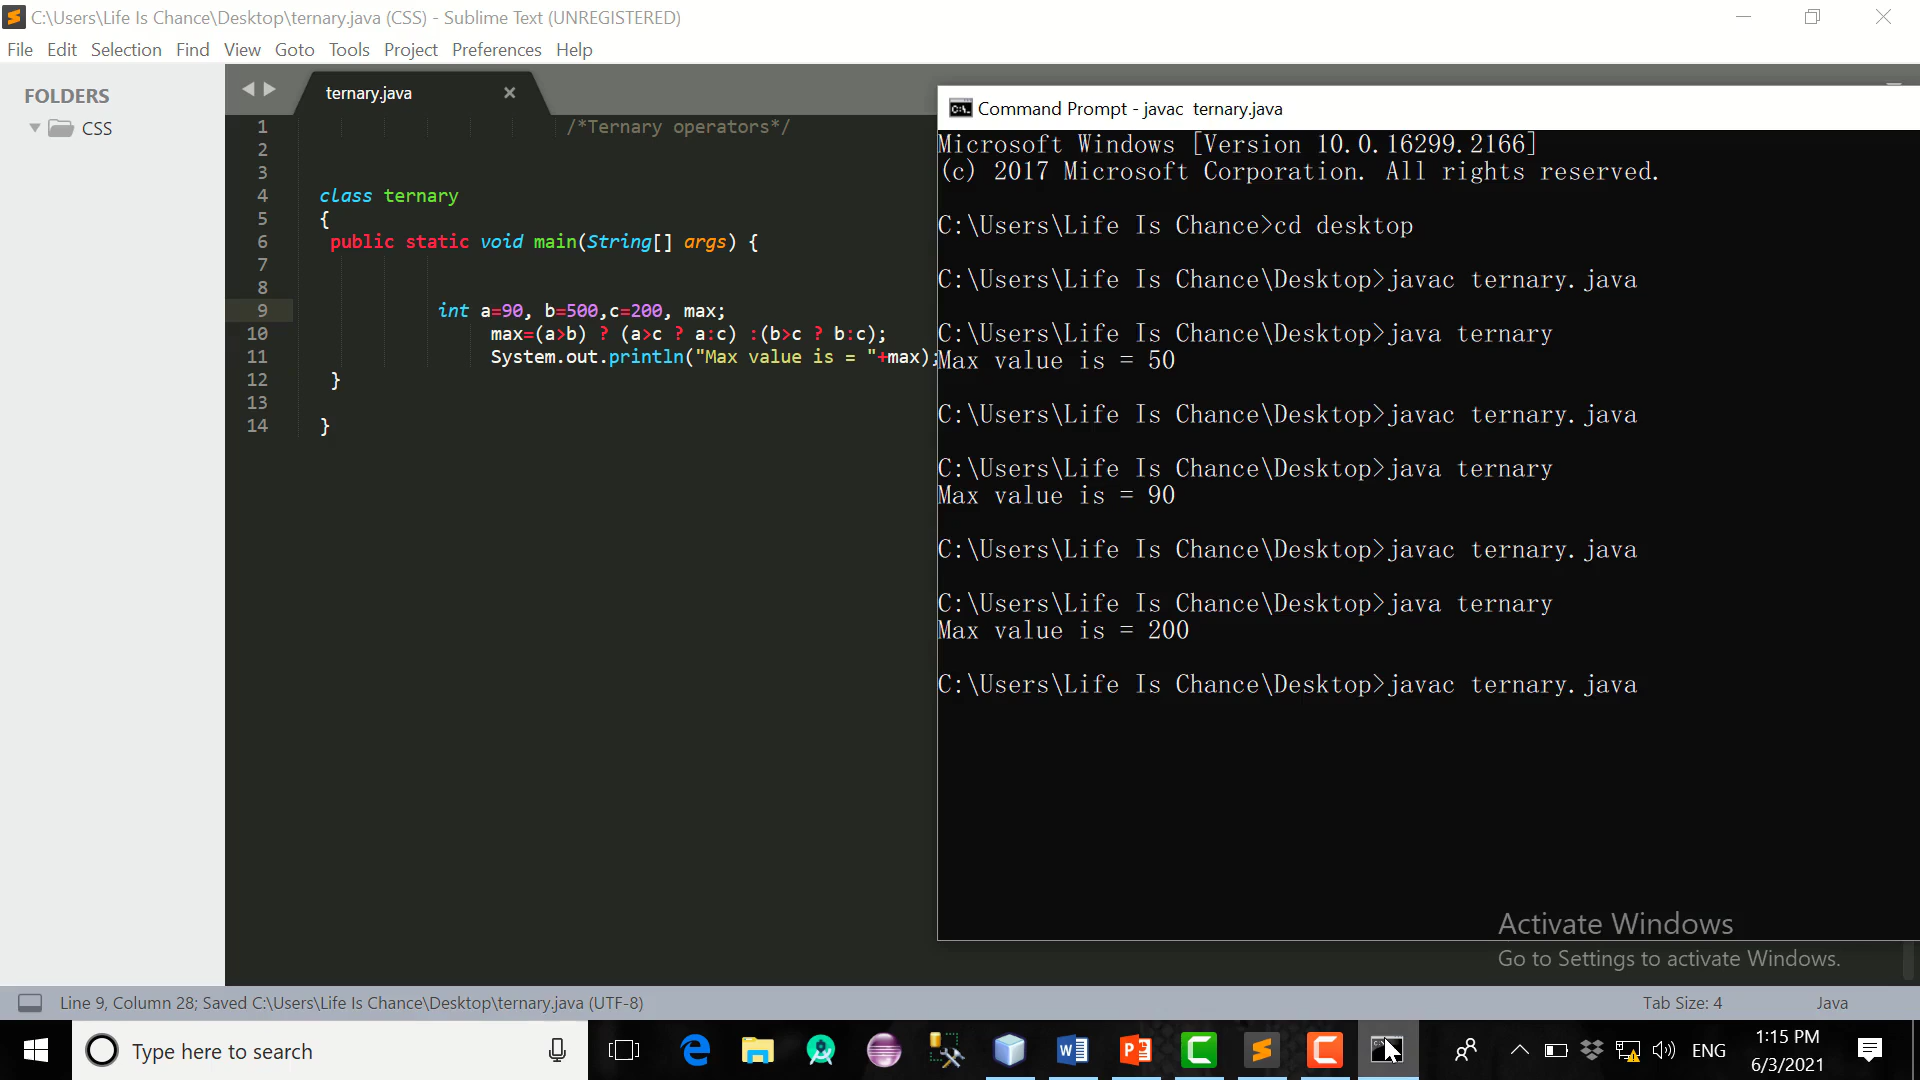 C:\Users\Life Is Chance\Desktop\ternary.java (CSS) - Sublime Text (UNREGISTERED)
File Edit Selection Find View Goto Tools Project Preferences Help
FOLDERS
CSS
ternary.java
1 /*Ternary operators*/
2
3
4 class ternary
5 {
6 public static void main(String[] args) {
7
8
9 int a=90, b=500,c=200, max;
10 max=(a>b) ? (a>c ? a:c) :(b>c ? b:c);
11 System.out.println("Max value is = "+max);
12 }
13
14 }
Command Prompt - javac  ternary.java
Microsoft Windows [Version 10.0.16299.2166]
(c) 2017 Microsoft Corporation. All rights reserved.
C:\Users\Life Is Chance>cd desktop
C:\Users\Life Is Chance\Desktop>javac ternary.java
C:\Users\Life Is Chance\Desktop>java ternary
Max value is = 50
C:\Users\Life Is Chance\Desktop>javac ternary.java
C:\Users\Life Is Chance\Desktop>java ternary
Max value is = 90
C:\Users\Life Is Chance\Desktop>javac ternary.java
C:\Users\Life Is Chance\Desktop>java ternary
Max value is = 200
C:\Users\Life Is Chance\Desktop>javac ternary.java
Activate Windows
Go to Settings to activate Windows.
Line 9, Column 28; Saved C:\Users\Life Is Chance\Desktop\ternary.java (UTF-8)
Tab Size: 4
Java
Type here to search
ENG
1:15 PM
6/3/2021